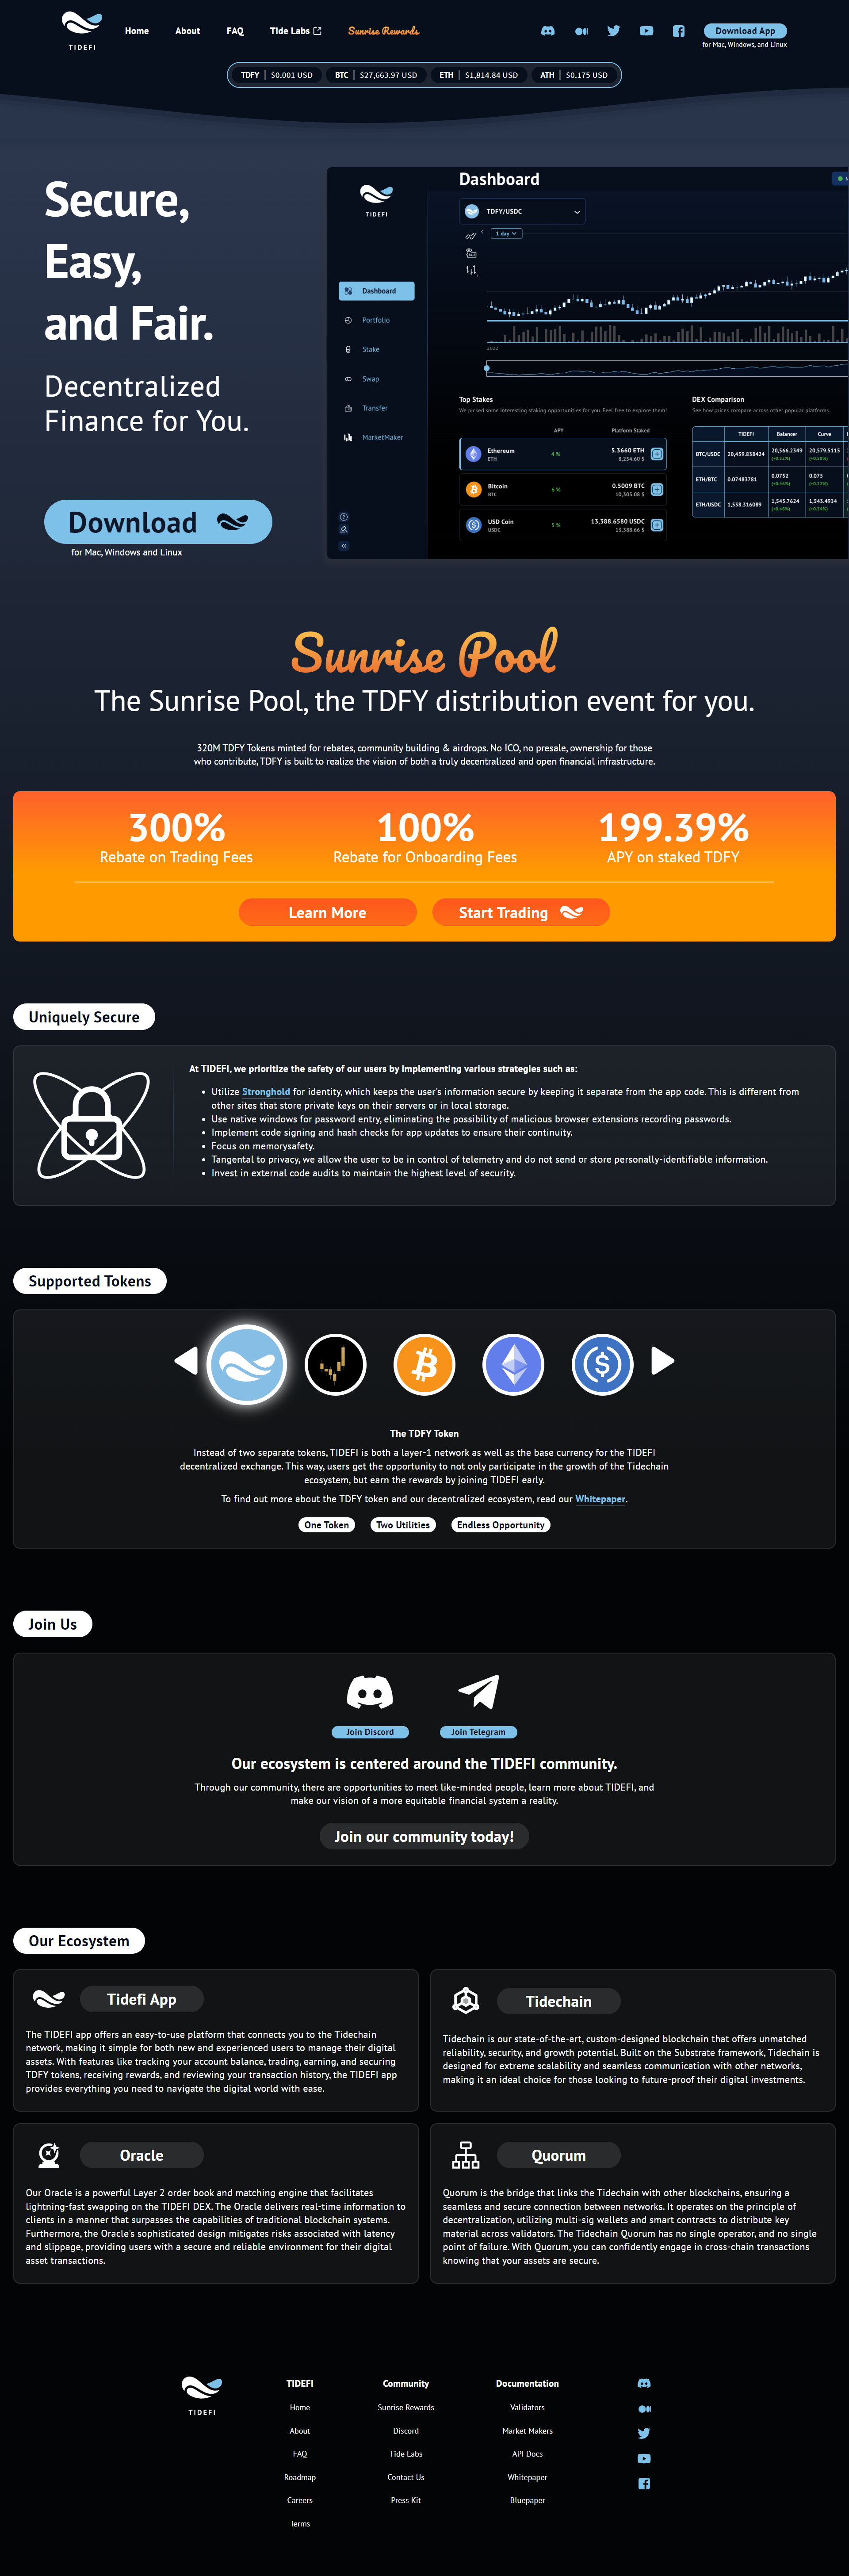 TIDEFI
Home
About
FAQ
Tide Labs
Sunrise Rewards
Download App
for Mac, Windows, and Linux
TDFY | $0.001 USD
BTC | $27,663.97 USD
ETH | $1,814.84 USD
ATH | $0.175 USD
Secure,
Easy,
and Fair.
Decentralized
Finance for You.
Download
for Mac, Windows and Linux
TIDEFI
Dashboard
Portfolio
Stake
Swap
Transfer
MarketMaker
Dashboard
TDFY/USDC
1 day
2022
Top Stakes
We picked some interesting staking opportunities for you. Feel free to explore them!
APY
Platform Staked
Ethereum
ETH
4 %
5.3660 ETH
8,254.60 $
Bitcoin
BTC
6 %
0.5009 BTC
10,305.08 $
USD Coin
USDC
5 %
13,388.6580 USDC
13,388.66 $
DEX Comparison
See how prices compare across other popular platforms.
TIDEFI Balancer Curve
BTC/USDC 20,459.838424 20,566.2349 20,579.5115
(+0.52%) (+0.58%)
ETH/BTC 0.07483781 0.0752 0.075
(+0.46%) (+0.22%)
ETH/USDC 1,538.316089 1,545.7624 1,543.4934
(+0.48%) (+0.34%)
Sunrise Pool
The Sunrise Pool, the TDFY distribution event for you.
320M TDFY Tokens minted for rebates, community building & airdrops. No ICO, no presale, ownership for those
who contribute, TDFY is built to realize the vision of both a truly decentralized and open financial infrastructure.
300%
Rebate on Trading Fees
100%
Rebate for Onboarding Fees
199.39%
APY on staked TDFY
Learn More
Start Trading
Uniquely Secure
At TIDEFI, we prioritize the safety of our users by implementing various strategies such as:
• Utilize Stronghold for identity, which keeps the user's information secure by keeping it separate from the app code. This is different from
other sites that store private keys on their servers or in local storage.
• Use native windows for password entry, eliminating the possibility of malicious browser extensions recording passwords.
• Implement code signing and hash checks for app updates to ensure their continuity.
• Focus on memorysafety.
• Tangental to privacy, we allow the user to be in control of telemetry and do not send or store personally-identifiable information.
• Invest in external code audits to maintain the highest level of security.
Supported Tokens
The TDFY Token
Instead of two separate tokens, TIDEFI is both a layer-1 network as well as the base currency for the TIDEFI
decentralized exchange. This way, users get the opportunity to not only participate in the growth of the Tidechain
ecosystem, but earn the rewards by joining TIDEFI early.
To find out more about the TDFY token and our decentralized ecosystem, read our Whitepaper.
One Token
Two Utilities
Endless Opportunity
Join Us
Join Discord
Join Telegram
Our ecosystem is centered around the TIDEFI community.
Through our community, there are opportunities to meet like-minded people, learn more about TIDEFI, and
make our vision of a more equitable financial system a reality.
Join our community today!
Our Ecosystem
Tidefi App
The TIDEFI app offers an easy-to-use platform that connects you to the Tidechain
network, making it simple for both new and experienced users to manage their digital
assets. With features like tracking your account balance, trading, earning, and securing
TDFY tokens, receiving rewards, and reviewing your transaction history, the TIDEFI app
provides everything you need to navigate the digital world with ease.
Tidechain
Tidechain is our state-of-the-art, custom-designed blockchain that offers unmatched
reliability, security, and growth potential. Built on the Substrate framework, Tidechain is
designed for extreme scalability and seamless communication with other networks,
making it an ideal choice for those looking to future-proof their digital investments.
Oracle
Our Oracle is a powerful Layer 2 order book and matching engine that facilitates
lightning-fast swapping on the TIDEFI DEX. The Oracle delivers real-time information to
clients in a manner that surpasses the capabilities of traditional blockchain systems.
Furthermore, the Oracle's sophisticated design mitigates risks associated with latency
and slippage, providing users with a secure and reliable environment for their digital
asset transactions.
Quorum
Quorum is the bridge that links the Tidechain with other blockchains, ensuring a
seamless and secure connection between networks. It operates on the principle of
decentralization, utilizing multi-sig wallets and smart contracts to distribute key
material across validators. The Tidechain Quorum has no single operator, and no single
point of failure. With Quorum, you can confidently engage in cross-chain transactions
knowing that your assets are secure.
TIDEFI
TIDEFI
Home
About
FAQ
Roadmap
Careers
Terms
Community
Sunrise Rewards
Discord
Tide Labs
Contact Us
Press Kit
Documentation
Validators
Market Makers
API Docs
Whitepaper
Bluepaper